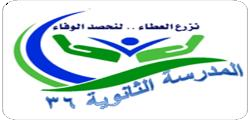 نزرع العطاء .. لنحصد الوفاء
المدرسة الثانوية ٣٦